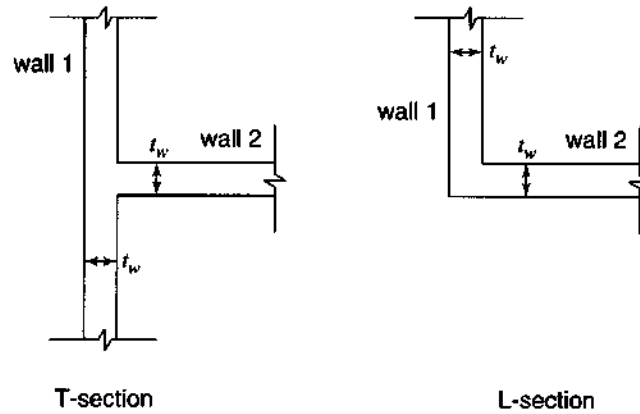 wall 1
t_w
wall 2
t_w
T-section
t_w
wall 1
wall 2
t_w
L-section